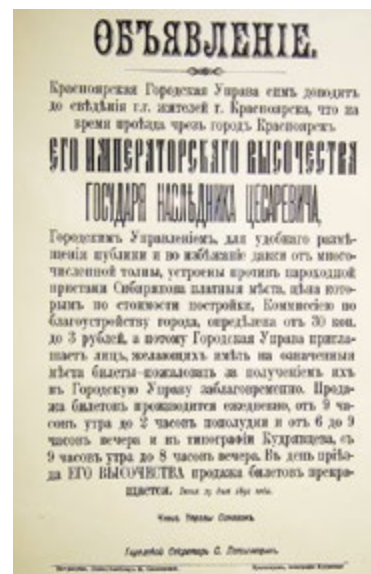 ОБЪЯВЛЕНІЕ.
Красноярская Городская Управа симъ доводитъ
до свѣдѣнія г.г. жителей г. Красноярска, что на
время проѣзда чрезъ городъ Красноярскъ
ЕГО ИМПЕРАТОРСКАГО ВЫСОЧЕСТВА
ГОСУДАРЯ НАСЛѢДНИКА ЦЕСАРЕВИЧА,
Городскимъ Управленіемъ, для удобнаго размѣ-
щенія публики и во избѣжаніе давки отъ много-
численной толпы, устроены противъ пароходной
пристани Сибирякова платныя мѣста, цѣна кото-
рымъ по стоимости постройки, Коммиссіею по
благоустройству города, опредѣлена отъ 30 коп.
до 3 рублей, а потому Городская Управа пригла-
шаетъ лицъ, желающихъ имѣть на означенныя
мѣста билеты-пожаловать за полученіемъ ихъ
въ Городскую Управу заблаговременно. Прода-
жа билетовъ производится ежедневно, отъ 9 ча-
совъ утра до 2 часовъ пополудни и отъ 6 до 9
часовъ вечера и въ типографіи Кудрявцева, съ
9 часовъ утра до 8 часовъ вечера. Въ день пріѣз-
да ЕГО ВЫСОЧЕСТВА продажа билетовъ прекра-
щается.
Членъ Управы
Городской Секретарь